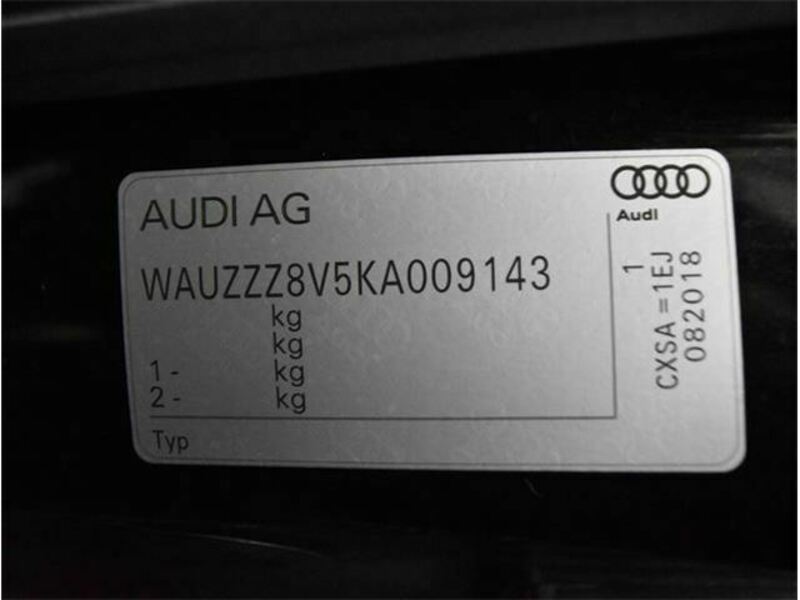 AUDI AG
Audi
WAUZZZ8V5KA009143
kg
kg
1- kg
2- kg
Typ
1
CXSA =1EJ
082018